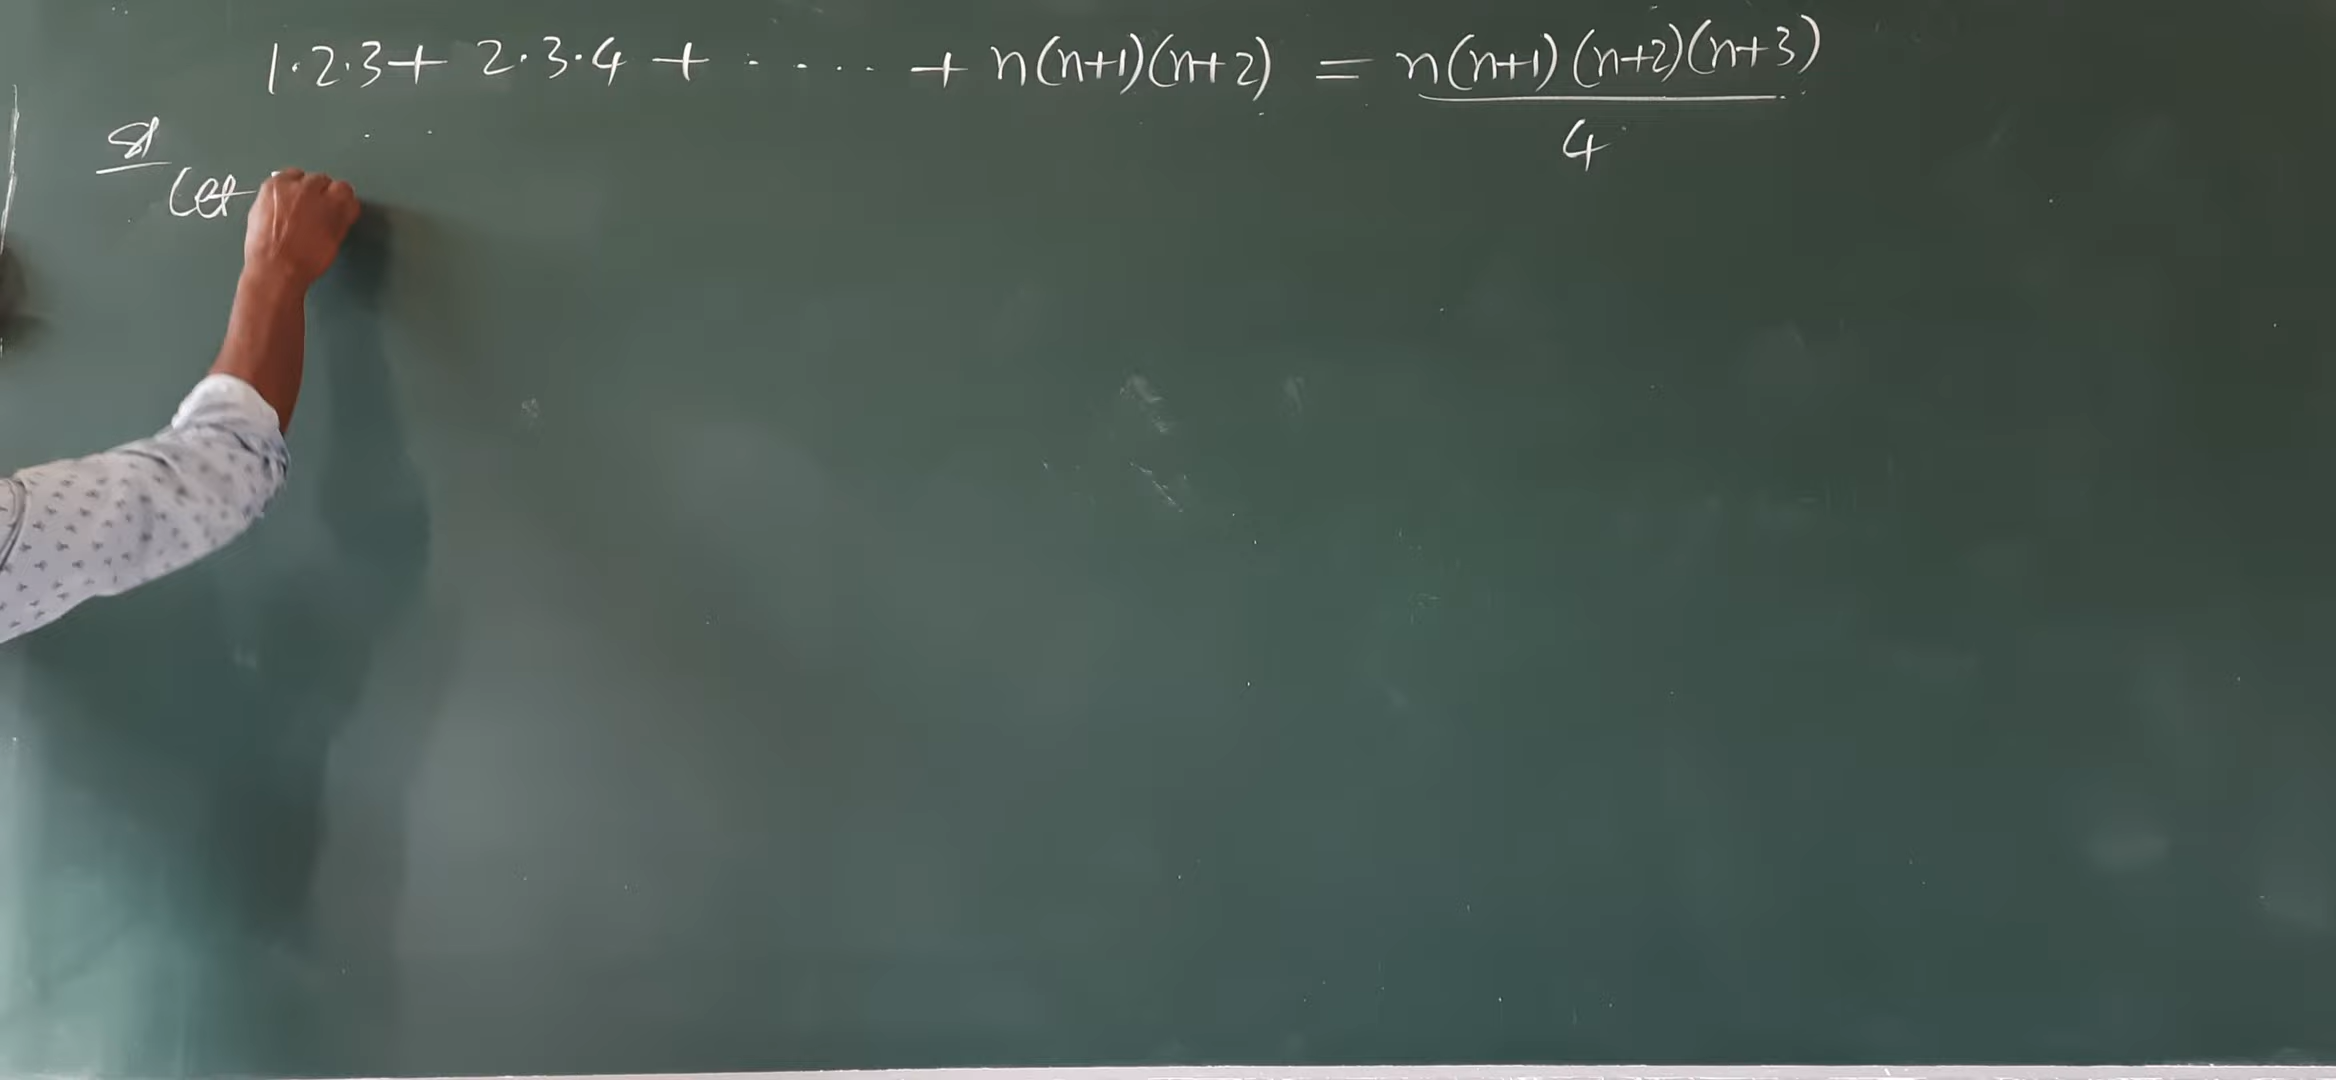 1·2·3 + 2·3·4 + ····· + n(n+1)(n+2) = n(n+1)(n+2)(n+3)
4
Sol
Let